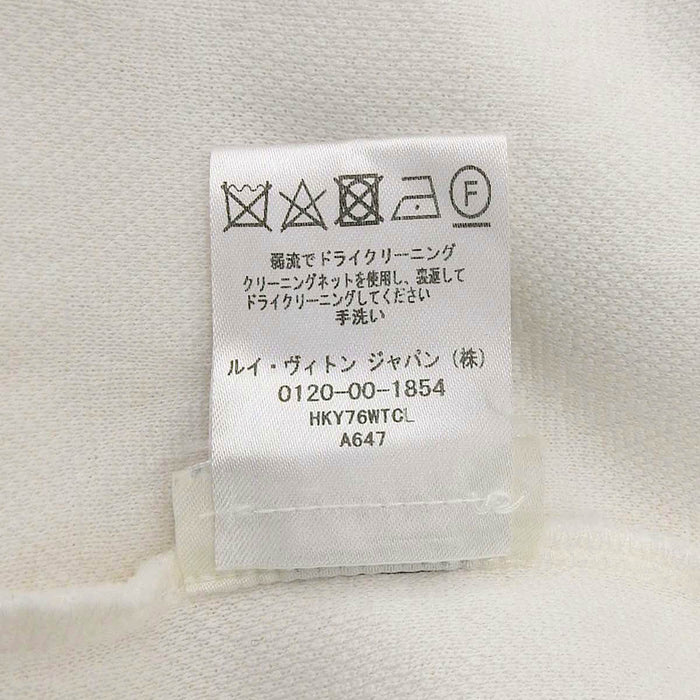 F
弱流でドライクリーニング
クリーニングネットを使用し、裏返して
ドライクリーニングしてください
手洗い
ルイ・ヴィトン ジャパン（株）
0120-00-1854
HKY76WTCL
A647